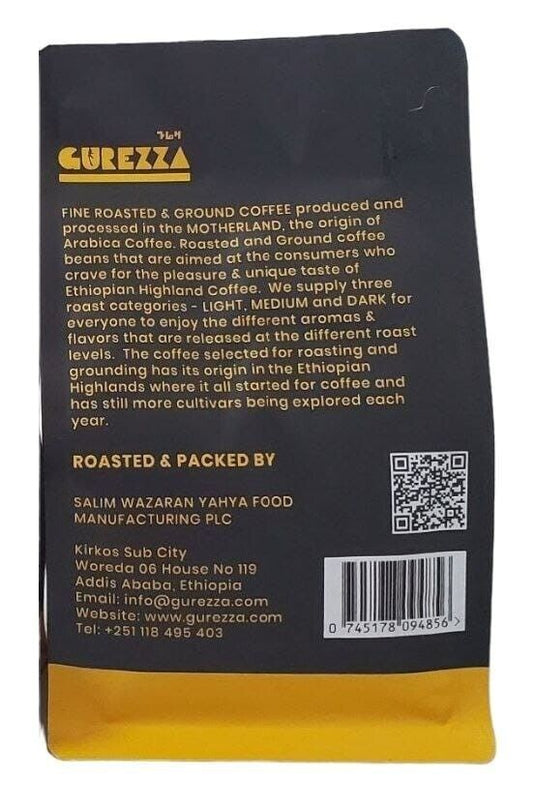 ጉሬዛ
GUREZZA
FINE ROASTED & GROUND COFFEE produced and
processed in the MOTHERLAND, the origin of
Arabica Coffee. Roasted and Ground coffee
beans that are aimed at the consumers who
crave for the pleasure & unique taste of
Ethiopian Highland Coffee. We supply three
roast categories - LIGHT, MEDIUM and DARK for
everyone to enjoy the different aromas &
flavors that are released at the different roast
levels. The coffee selected for roasting and
grounding has its origin in the Ethiopian
Highlands where it all started for coffee and
has still more cultivars being explored each
year.
ROASTED & PACKED BY
SALIM WAZARAN YAHYA FOOD
MANUFACTURING PLC
Kirkos Sub City
Woreda 06 House No 119
Addis Ababa, Ethiopia
Email: info@gurezza.com
Website: www.gurezza.com
Tel: +251 118 495 403
0 745178 094856 >